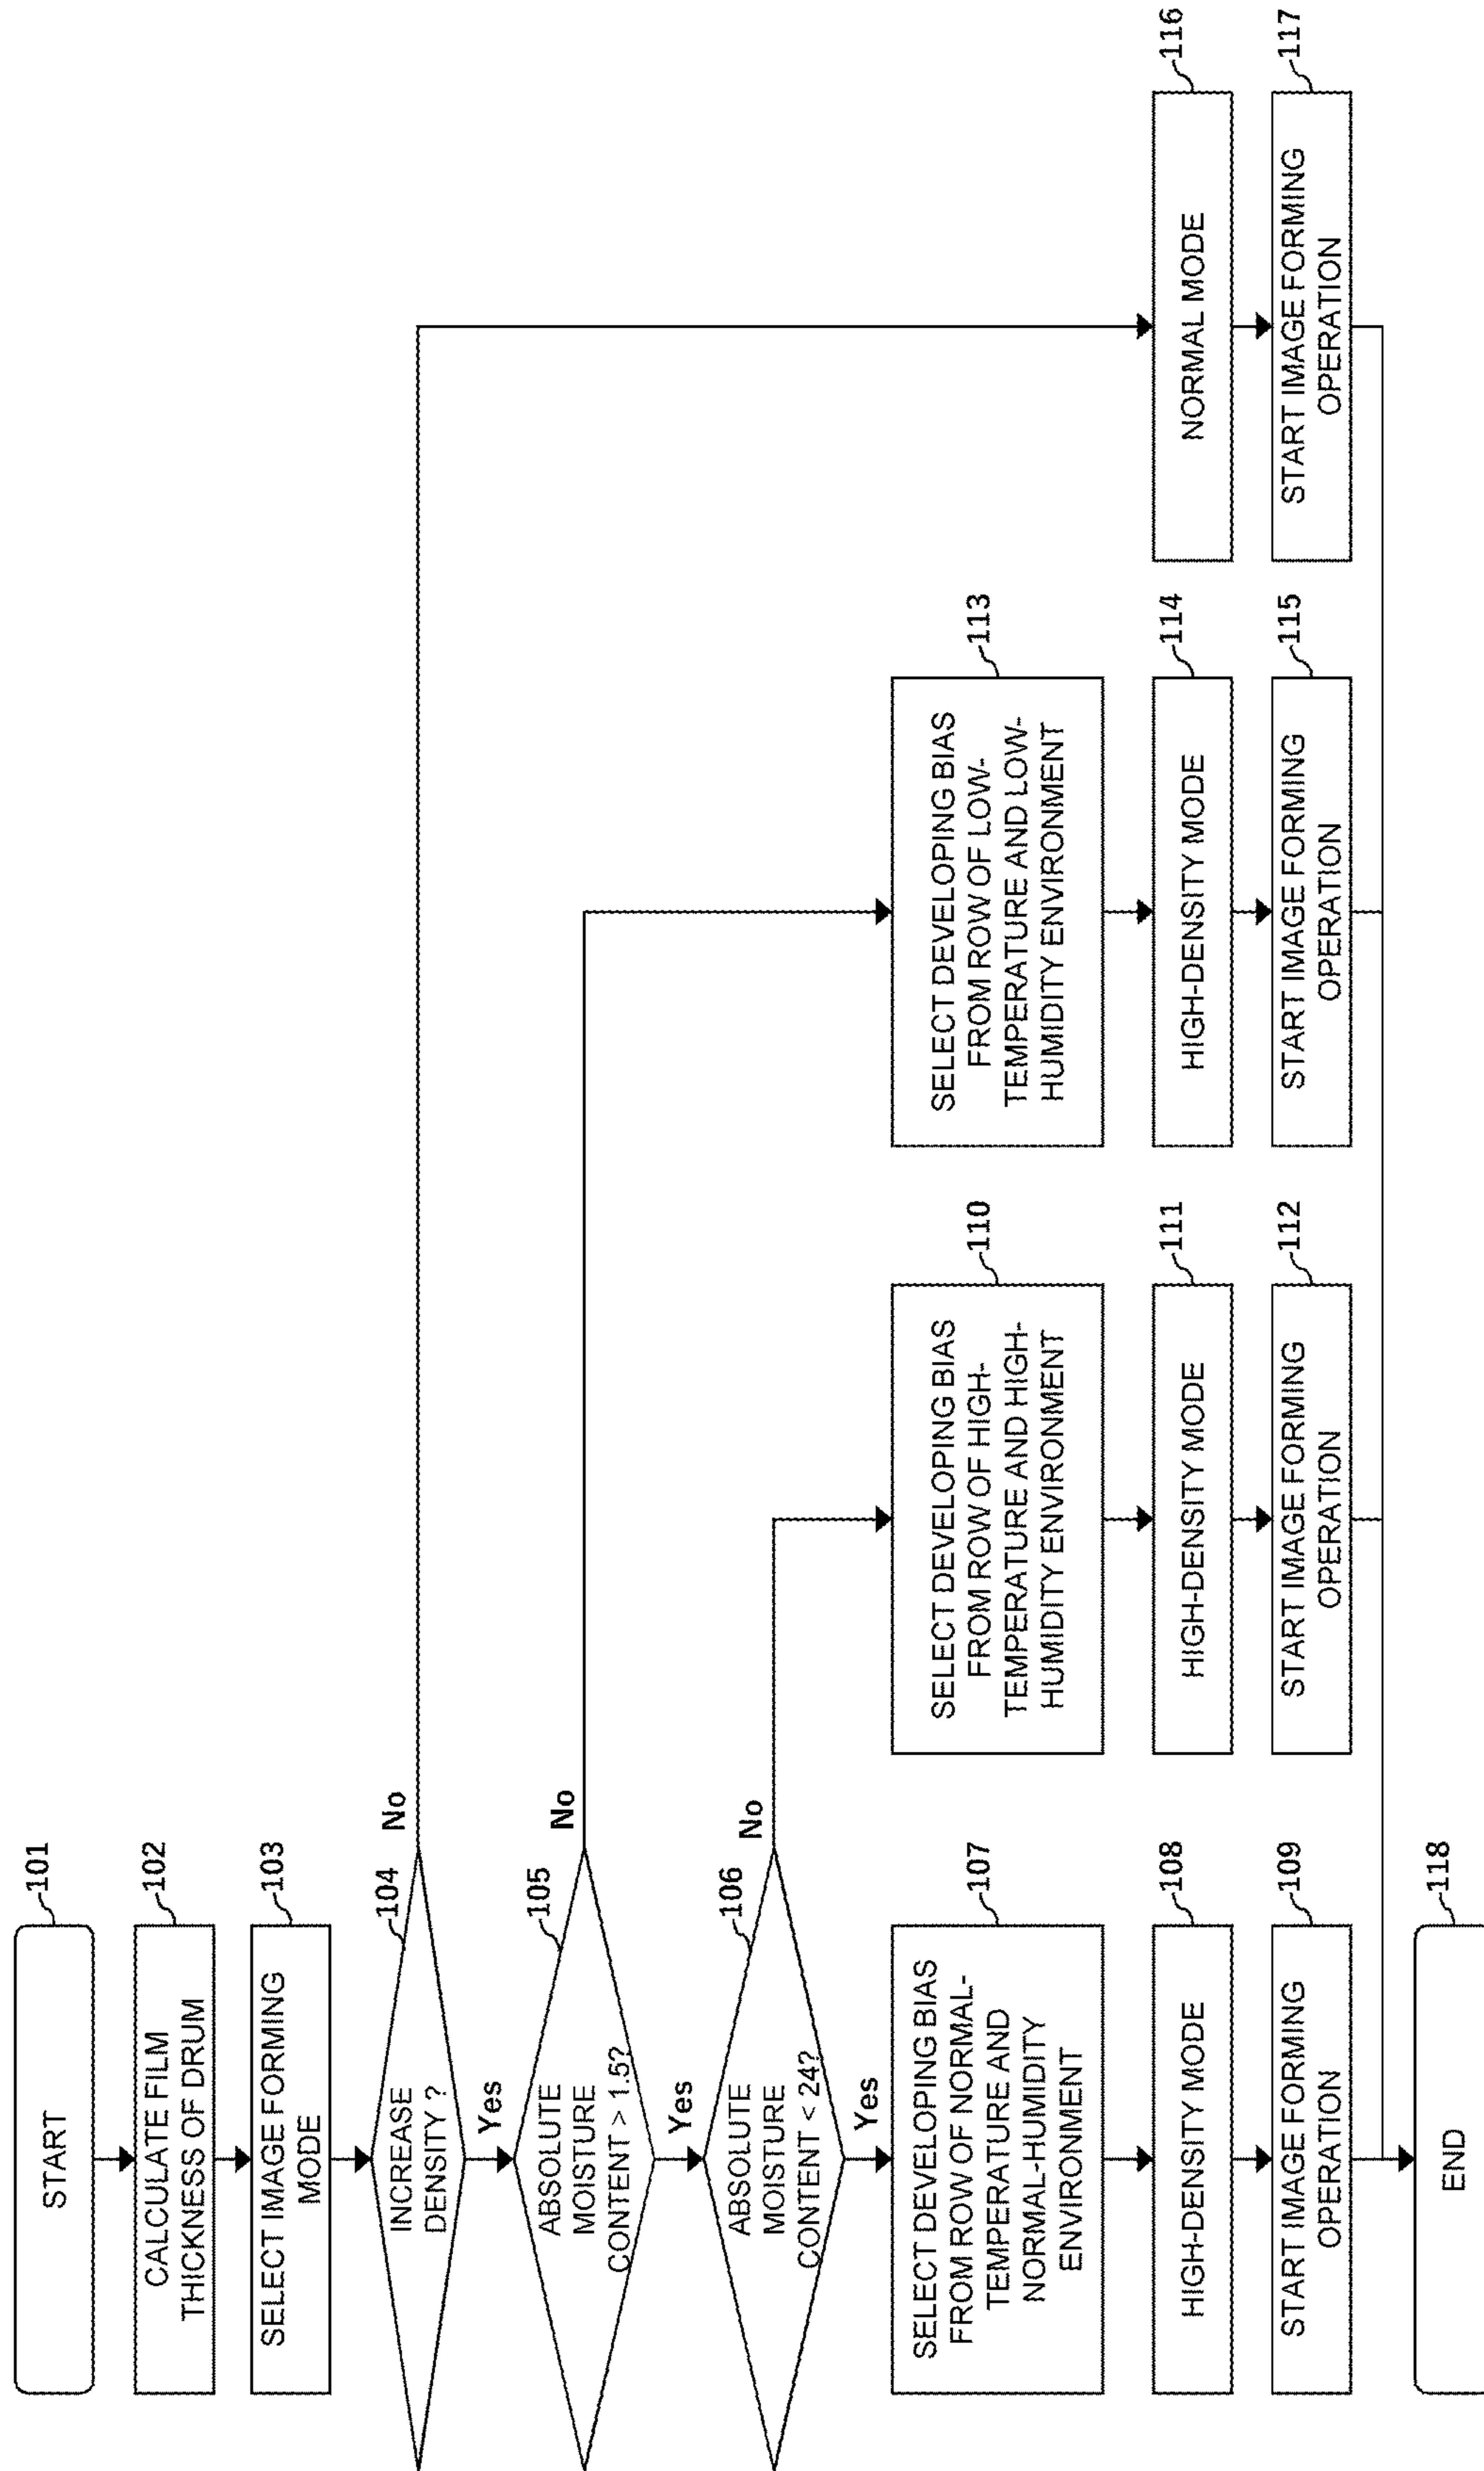 START
101
CALCULATE FILM
THICKNESS OF DRUM
102
SELECT IMAGE FORMING
MODE
103
INCREASE
DENSITY ?
104
No
Yes
ABSOLUTE
MOISTURE
CONTENT > 1.5?
105
No
Yes
ABSOLUTE
MOISTURE
CONTENT < 24?
106
No
Yes
SELECT DEVELOPING BIAS
FROM ROW OF NORMAL-
TEMPERATURE AND
NORMAL-HUMIDITY
ENVIRONMENT
107
HIGH-DENSITY MODE
108
START IMAGE FORMING
OPERATION
109
SELECT DEVELOPING BIAS
FROM ROW OF HIGH-
TEMPERATURE AND HIGH-
HUMIDITY ENVIRONMENT
110
HIGH-DENSITY MODE
111
START IMAGE FORMING
OPERATION
112
SELECT DEVELOPING BIAS
FROM ROW OF LOW-
TEMPERATURE AND LOW-
HUMIDITY ENVIRONMENT
113
HIGH-DENSITY MODE
114
START IMAGE FORMING
OPERATION
115
NORMAL MODE
116
START IMAGE FORMING
OPERATION
117
END
118